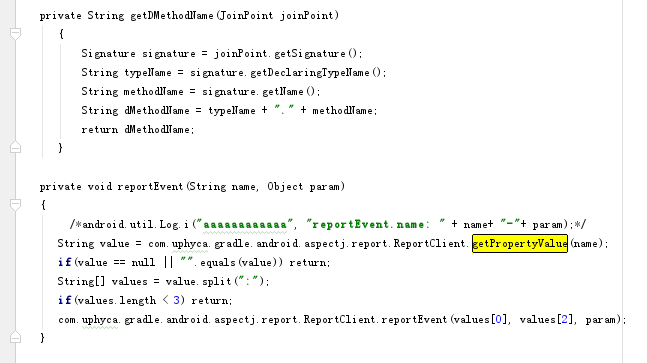 private String getDMethodName(JoinPoint joinPoint)
{
Signature signature = joinPoint.getSignature();
String typeName = signature.getDeclaringTypeName();
String methodName = signature.getName();
String dMethodName = typeName + "." + methodName;
return dMethodName;
}
private void reportEvent(String name, Object param)
{
/*android.util.Log.i("aaaaaaaaaaaa", "reportEvent.name: " + name+ "-"+ param);*/
String value = com.uphyca.gradle.android.aspectj.report.ReportClient.getPropertyValue(name);
if(value == null || "".equals(value)) return;
String[] values = value.split(":");
if(values.length < 3) return;
com.uphyca.gradle.android.aspectj.report.ReportClient.reportEvent(values[0], values[2], param);
}